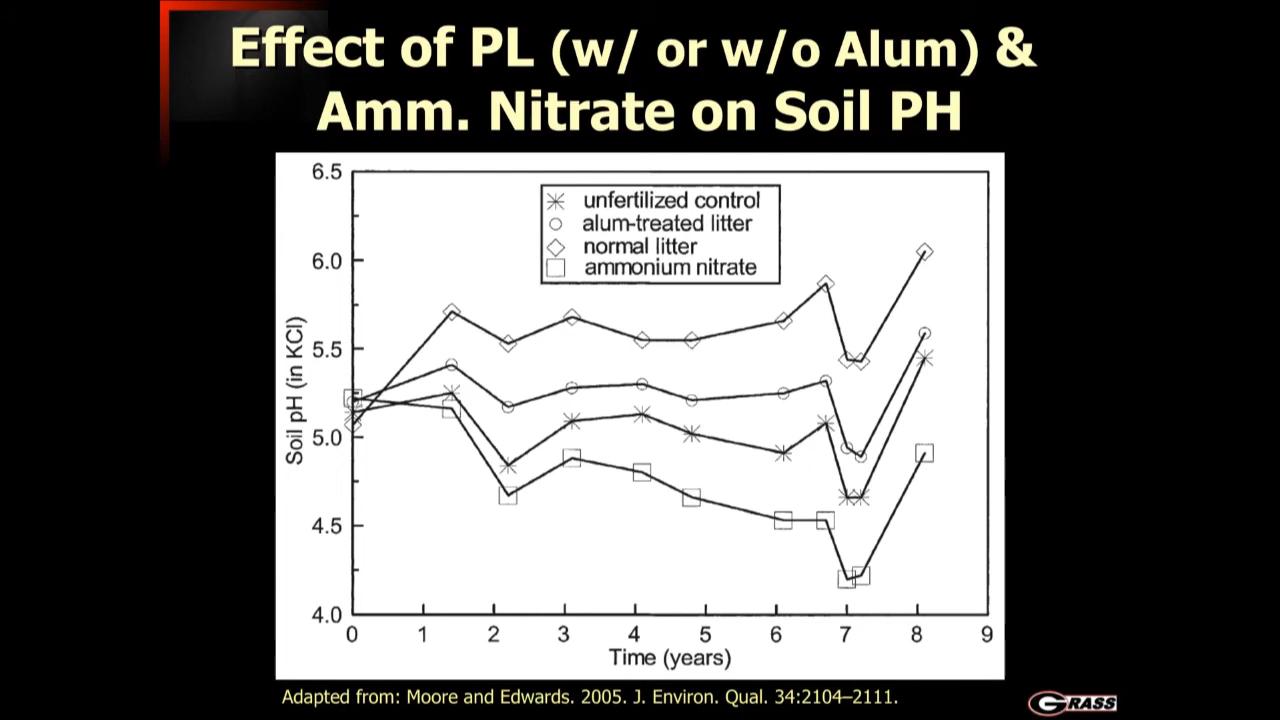 Effect of PL (w/ or w/o Alum) &
Amm. Nitrate on Soil PH
6.5
6.0
5.5
5.0
4.5
4.0
Soil pH (in KCl)
unfertilized control
alum-treated litter
normal litter
ammonium nitrate
0 1 2 3 4 5 6 7 8 9
Time (years)
Adapted from: Moore and Edwards. 2005. J. Environ. Qual. 34:2104–2111.
GRASS